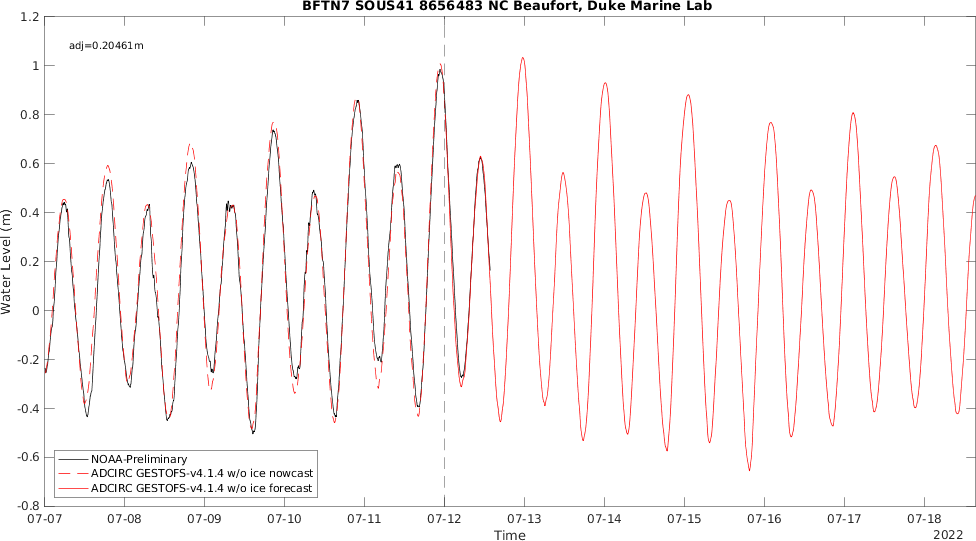 BFTN7 SOUS41 8656483 NC Beaufort, Duke Marine Lab
adj=0.20461m
Water Level (m)
1.2
1
0.8
0.6
0.4
0.2
0
-0.2
-0.4
-0.6
-0.8
NOAA-Preliminary
ADCIRC GESTOFS-v4.1.4 w/o ice nowcast
ADCIRC GESTOFS-v4.1.4 w/o ice forecast
07-07 07-08 07-09 07-10 07-11 07-12 07-13 07-14 07-15 07-16 07-17 07-18
Time
2022